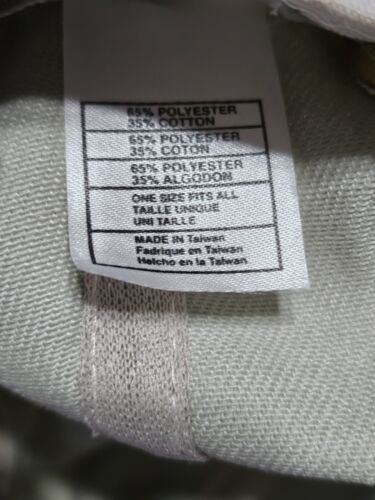 65% POLYESTER
35% COTTON
65% POLYESTER
35% COTON
65% POLYESTER
35% ALGODON
ONE SIZE FITS ALL
TAILLE UNIQUE
UNI TAILLE
MADE IN Taiwan
Fadrique en Taiwan
Hetcho en la Taiwan